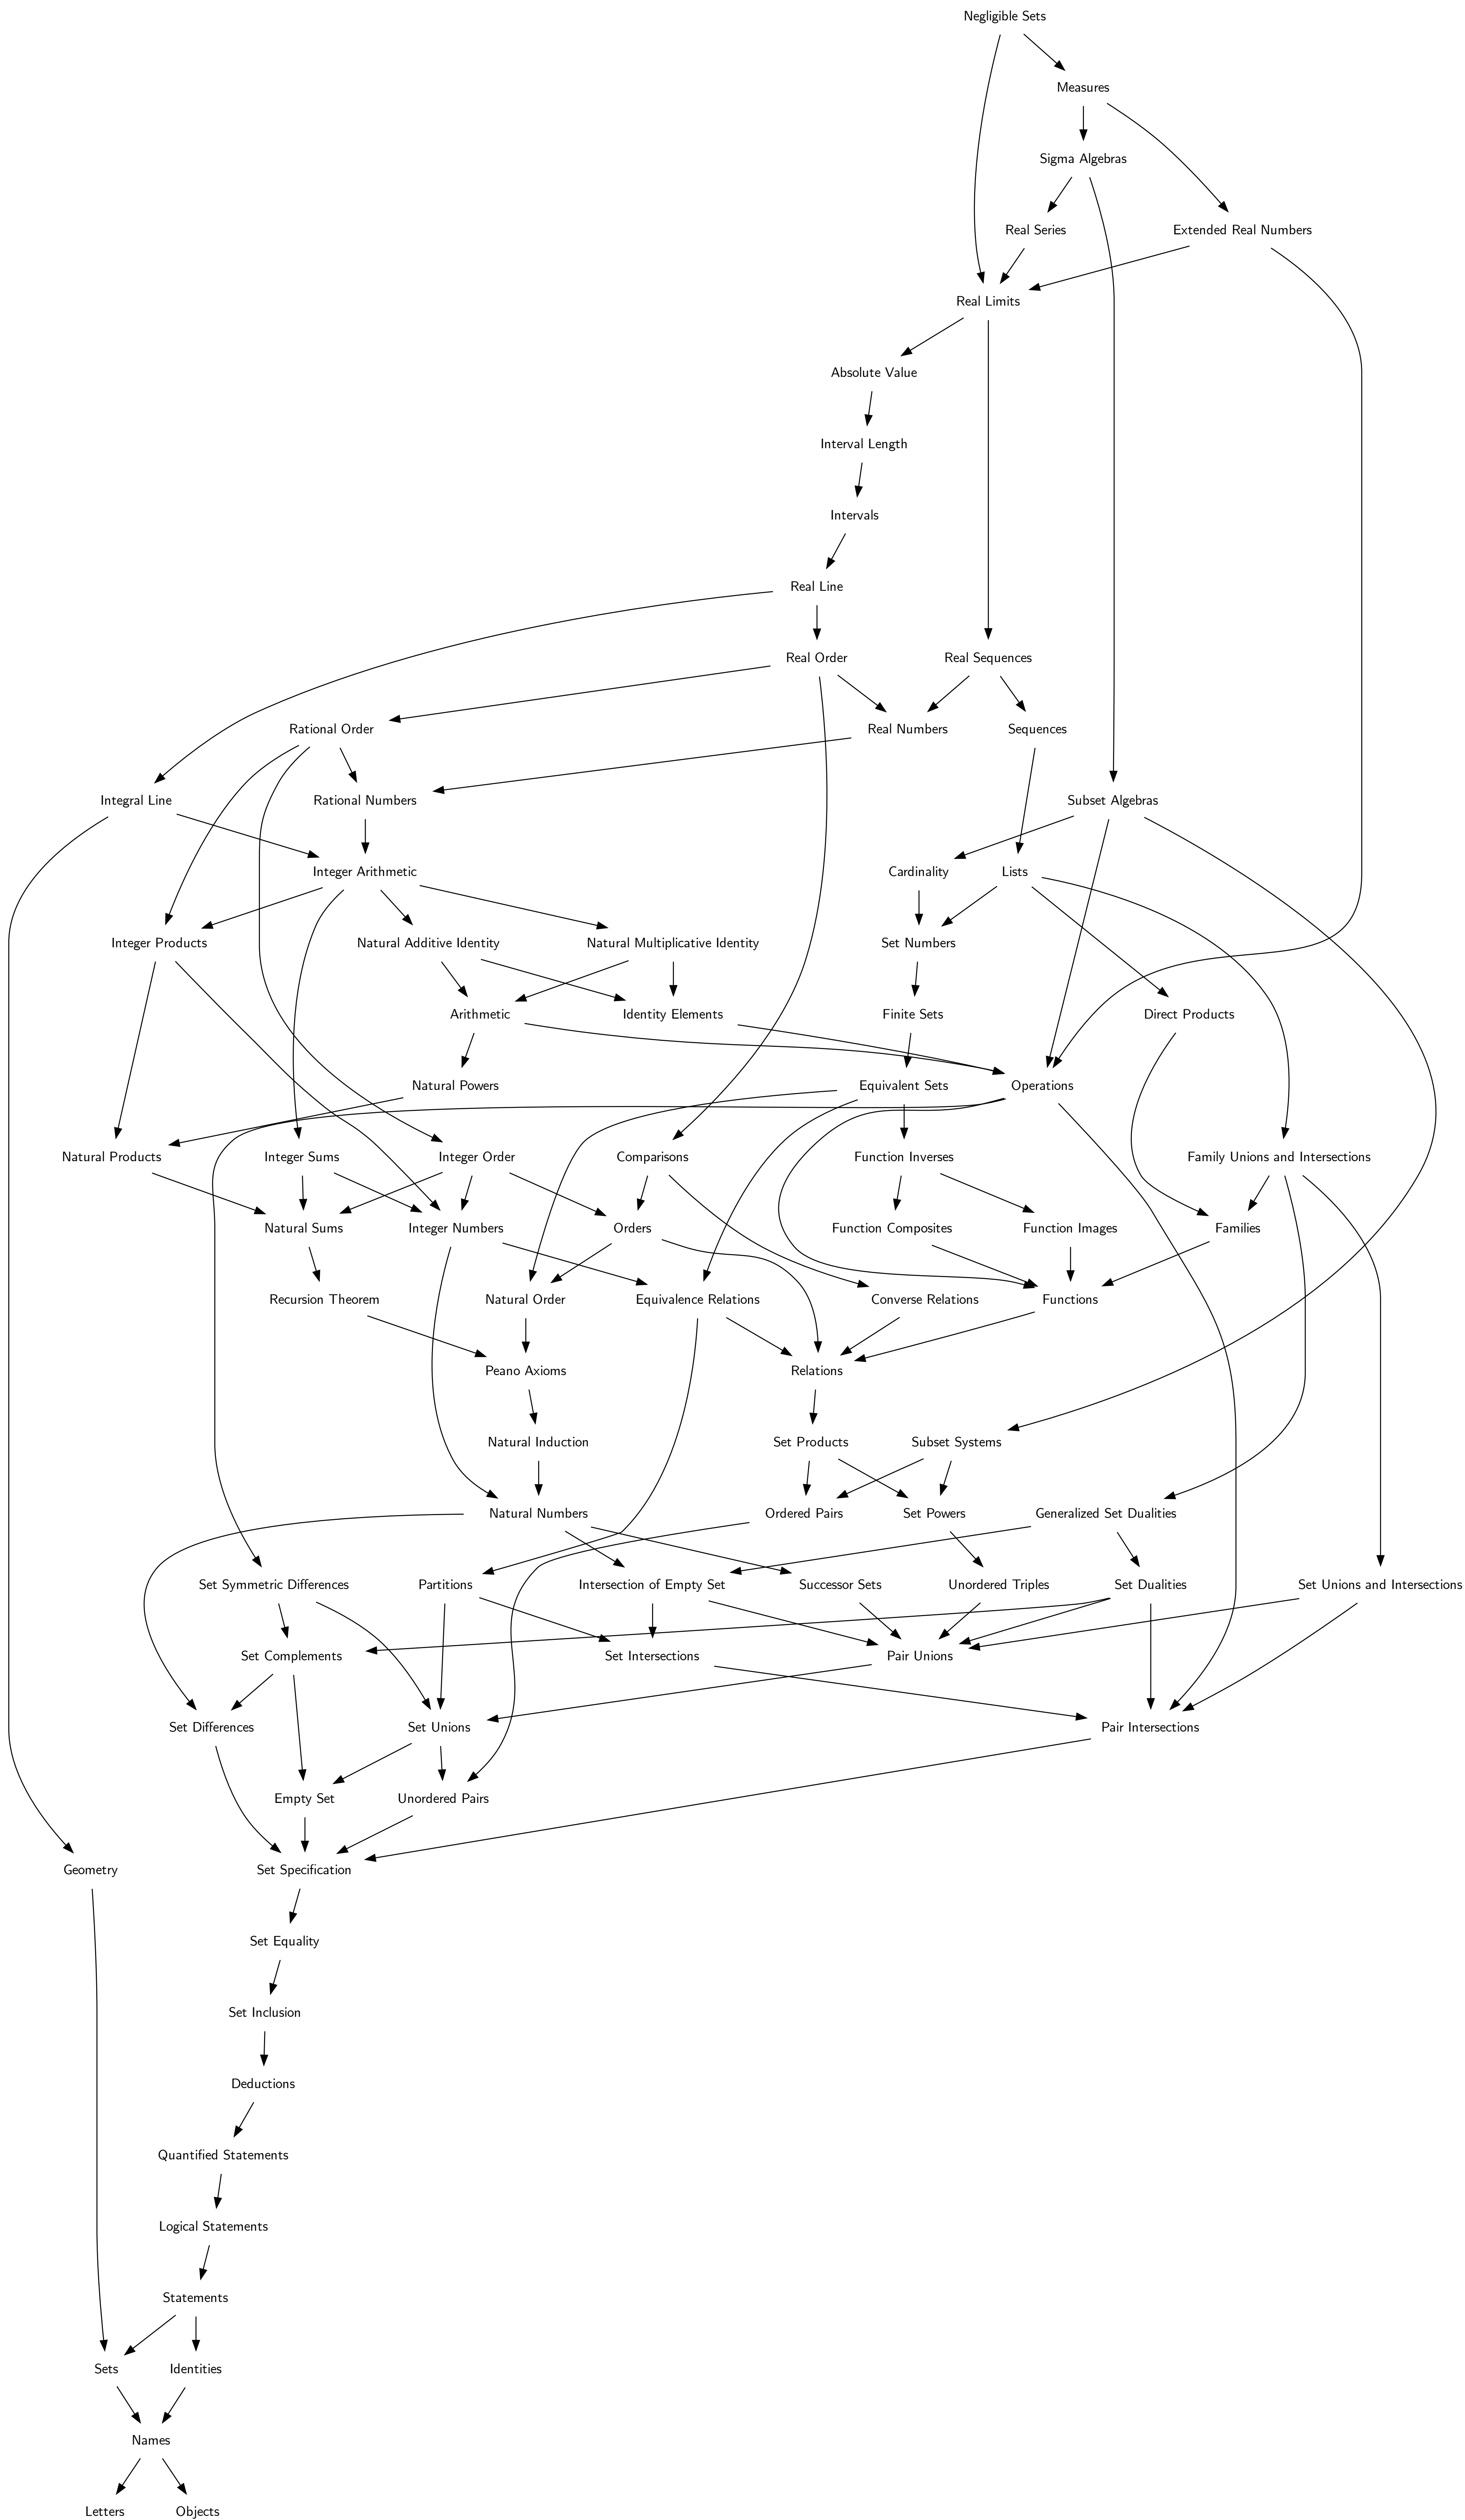 Negligible Sets
Measures
Sigma Algebras
Real Series
Extended Real Numbers
Real Limits
Absolute Value
Interval Length
Intervals
Real Line
Real Order
Real Sequences
Rational Order
Real Numbers
Sequences
Integral Line
Rational Numbers
Subset Algebras
Integer Arithmetic
Cardinality
Lists
Integer Products
Natural Additive Identity
Natural Multiplicative Identity
Set Numbers
Arithmetic
Identity Elements
Finite Sets
Direct Products
Natural Powers
Equivalent Sets
Operations
Natural Products
Integer Sums
Integer Order
Comparisons
Function Inverses
Family Unions and Intersections
Natural Sums
Integer Numbers
Orders
Function Composites
Function Images
Families
Recursion Theorem
Natural Order
Equivalence Relations
Converse Relations
Functions
Peano Axioms
Relations
Natural Induction
Set Products
Subset Systems
Natural Numbers
Ordered Pairs
Set Powers
Generalized Set Dualities
Set Symmetric Differences
Partitions
Intersection of Empty Set
Successor Sets
Unordered Triples
Set Dualities
Set Unions and Intersections
Set Complements
Set Intersections
Pair Unions
Set Differences
Set Unions
Pair Intersections
Empty Set
Unordered Pairs
Geometry
Set Specification
Set Equality
Set Inclusion
Deductions
Quantified Statements
Logical Statements
Statements
Sets
Identities
Names
Letters
Objects